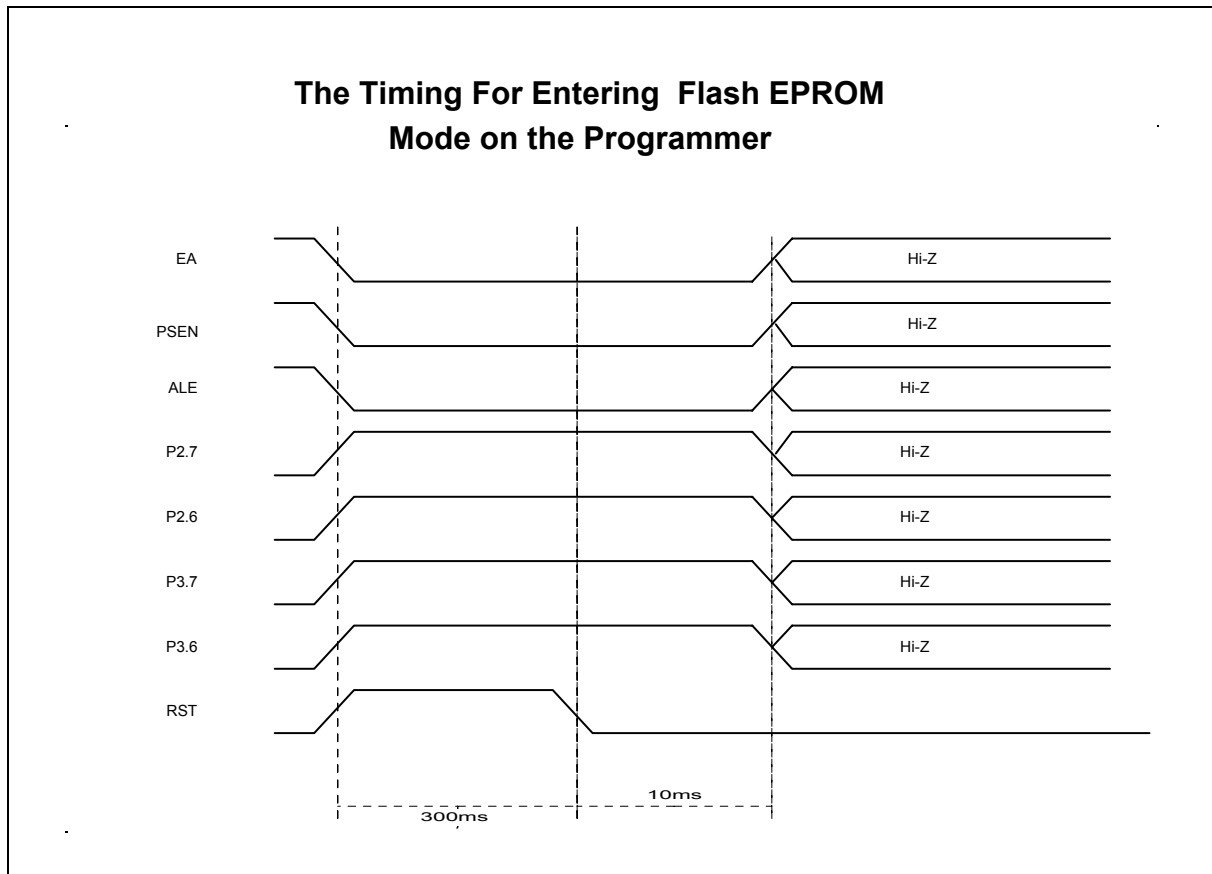 The Timing For Entering Flash EPROM
Mode on the Programmer
EA Hi-Z
PSEN Hi-Z
ALE Hi-Z
P2.7 Hi-Z
P2.6 Hi-Z
P3.7 Hi-Z
P3.6 Hi-Z
RST
10ms
300ms